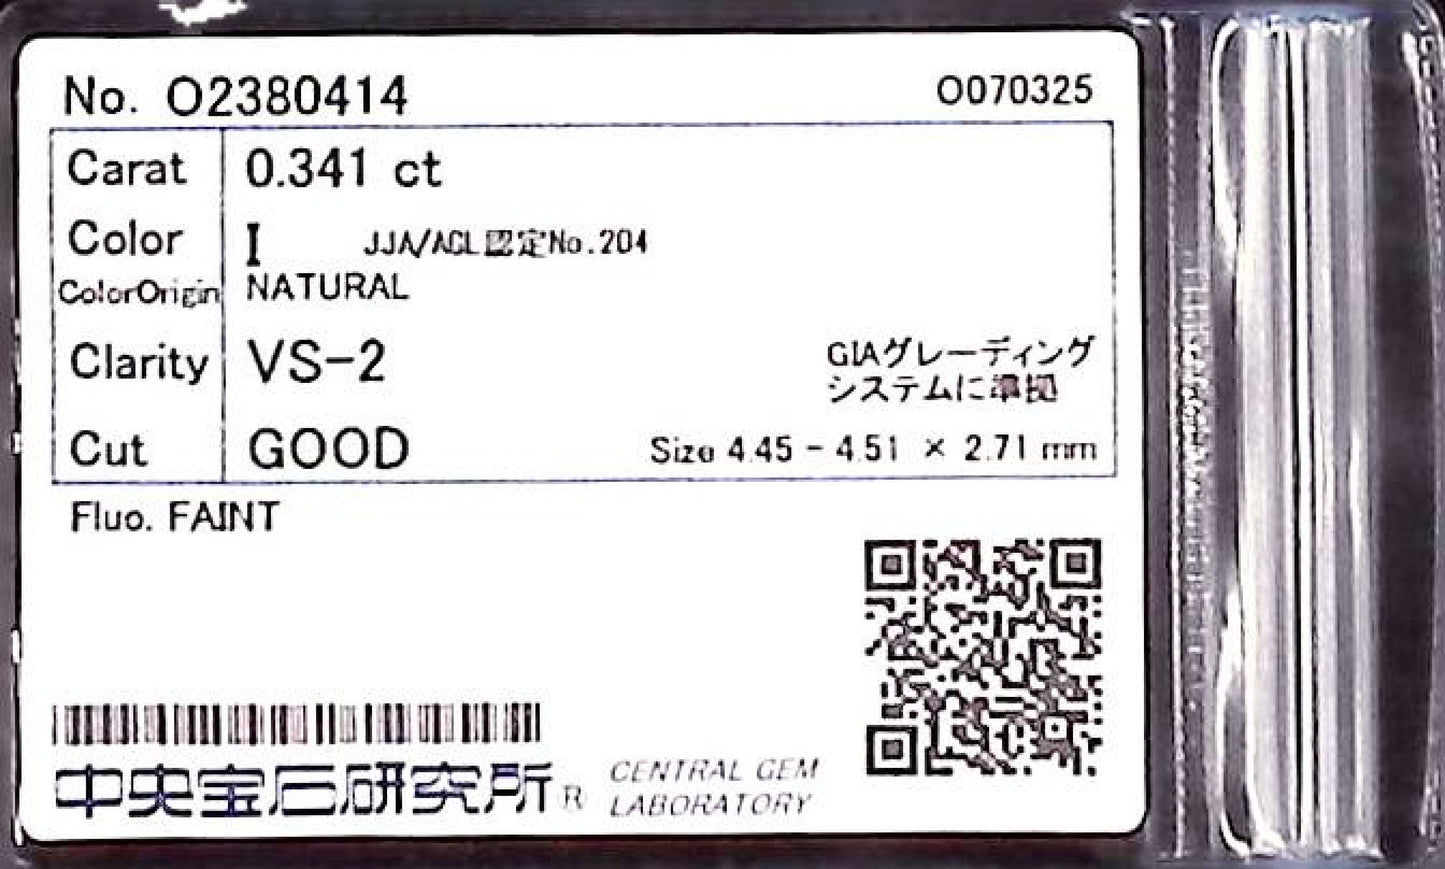 No. O2380414 O070325
Carat 0.341 ct
Color I JJA/AGL認定No.204
ColorOrigin NATURAL
Clarity VS-2
GIAグレーディング
システムに準拠
Cut GOOD Size 4.45 - 4.51 × 2.71 mm
Fluo. FAINT
中央宝石研究所® CENTRAL GEM
LABORATORY